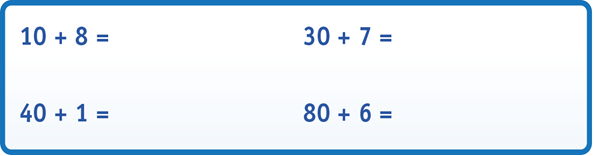 10 + 8 =
30 + 7 =
40 + 1 =
80 + 6 =